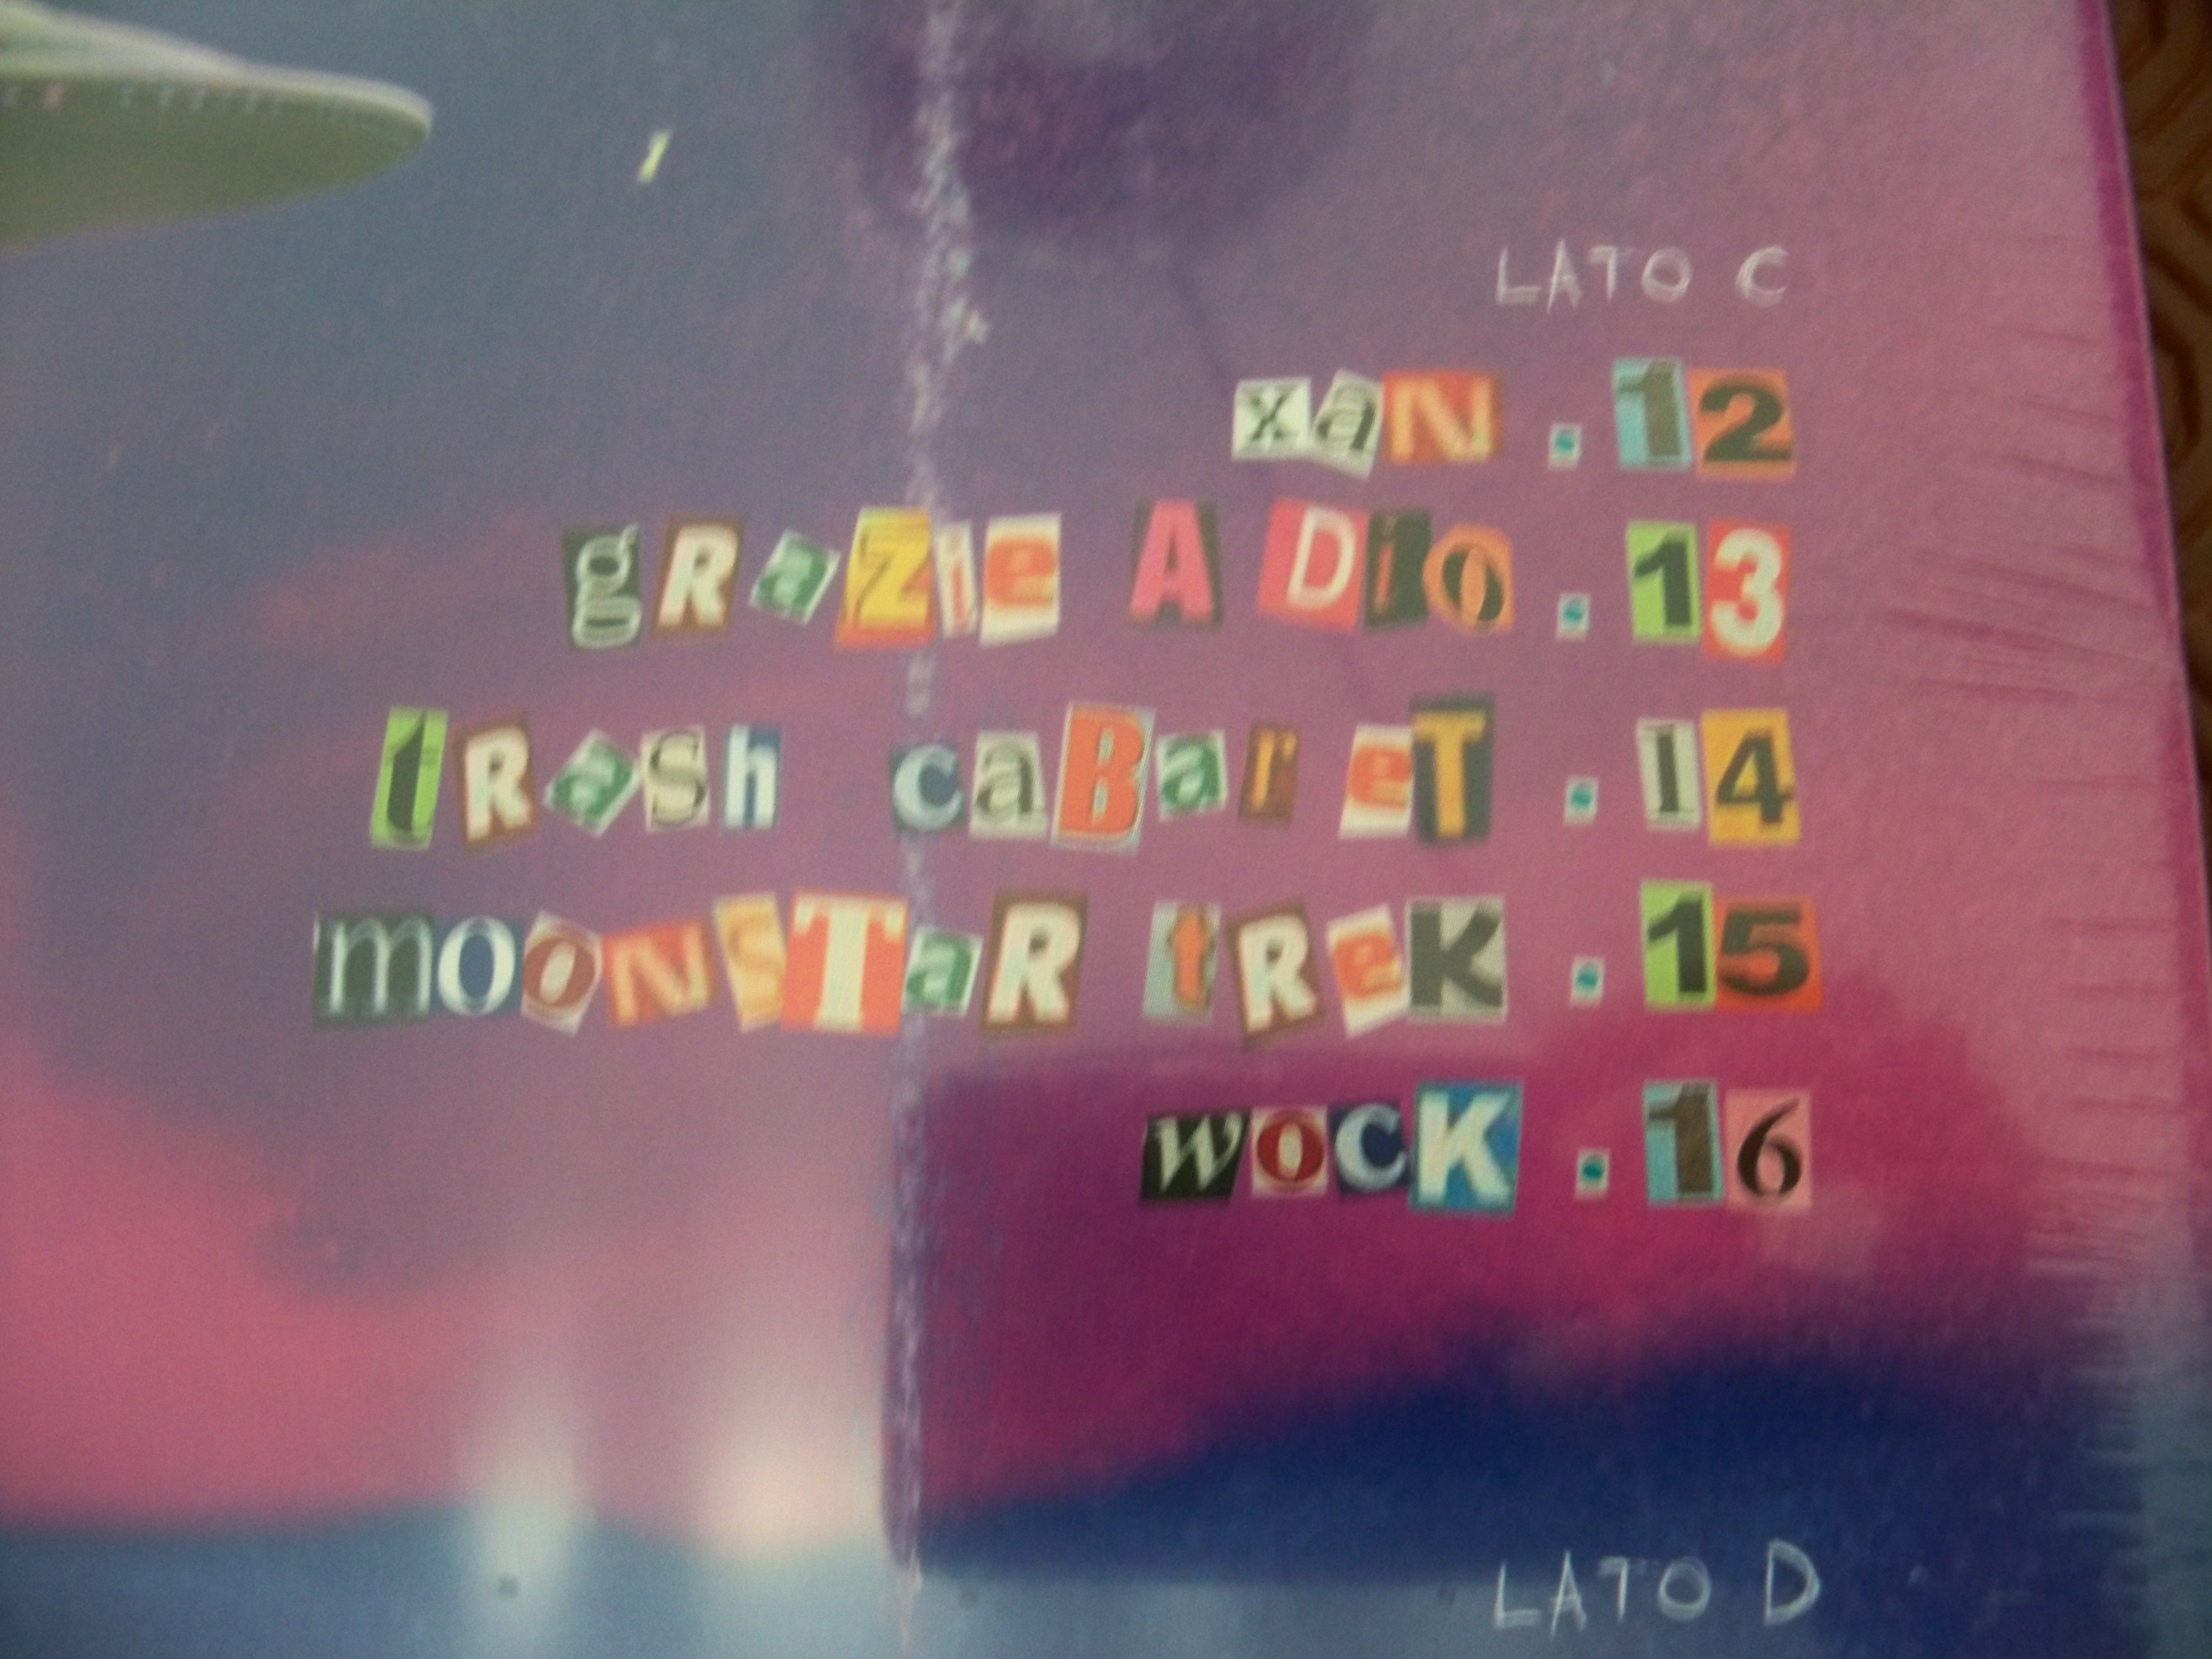 LATO C
xaN . 12
gRaZie A Dio . 13
tRash caBaret . 14
mooNsTaR tReK . 15
wocK . 16
LATO D